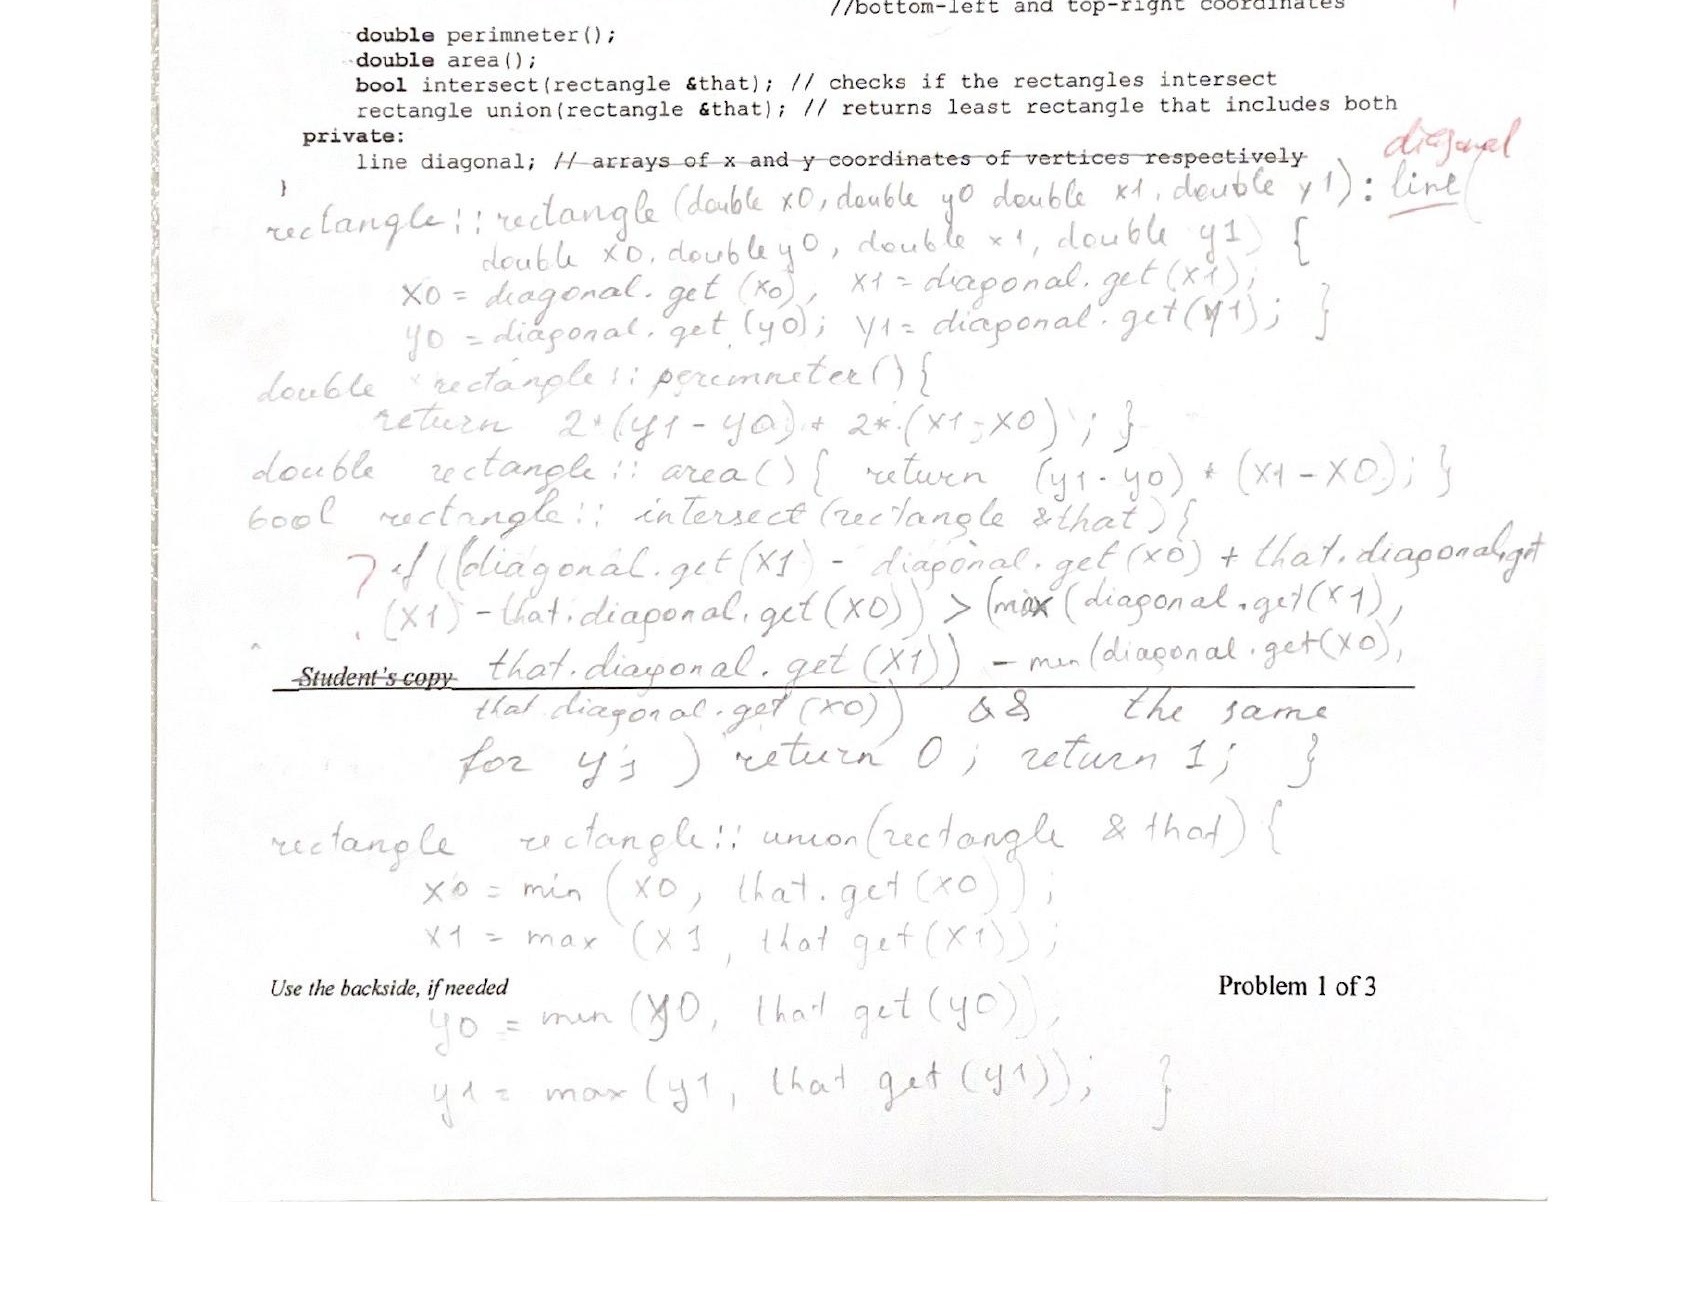 //bottom-left and top-right coordinates
double perimneter();
double area();
bool intersect(rectangle &that); // checks if the rectangles intersect
rectangle union(rectangle &that); // returns least rectangle that includes both
private:
diagonal
line diagonal; // arrays of x and y coordinates of vertices respectively
}
rectangle::rectangle (double x0, double y0 double x1, double y1): line(
double x0, double y0, double x1, double y1) {
x0 = diagonal.get (x0), x1 = diagonal.get(x1);
y0 = diagonal.get (y0); y1 = diagonal.get(y1); }
double rectangle :: perimneter() {
return 2*(y1 - y0) + 2*(x1 - x0) ; }
double rectangle :: area() { return (y1 - y0) * (x1 - x0); }
bool rectangle :: intersect (rectangle &that) {
? if ((diagonal.get(x1) - diagonal.get(x0) + that.diagonal.get
(x1) - that.diagonal.get(x0)) > (max(diagonal.get(x1),
that.diagonal.get (x1)) - min(diagonal.get(x0),
Student's copy
that diagonal.get (x0)) && the same
for y's ) return 0 ; return 1; }
rectangle rectangle :: union(rectangle & that) {
x0 = min (x0, that.get(x0)) ;
x1 = max (x1, that get(x1)) ;
Use the backside, if needed Problem 1 of 3
y0 = min (y0, that get (y0)),
y1 = max (y1, that get (y1)); }